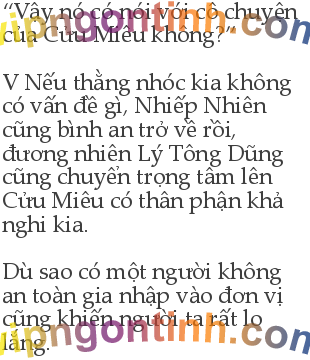 “Vậy nó có nói với cô chuyện
của Cửu Miêu không?”
V Nếu thằng nhóc kia không
có vấn đề gì, Nhiếp Nhiên
cũng bình an trở về rồi,
đương nhiên Lý Tông Dũng
cũng chuyển trọng tâm lên
Cửu Miêu có thân phận khả
nghi kia.
Dù sao có một người không
an toàn gia nhập vào đơn vị
cũng khiến người ta rất lo
lắng.
vipngontinh.com
vipngontinh.com